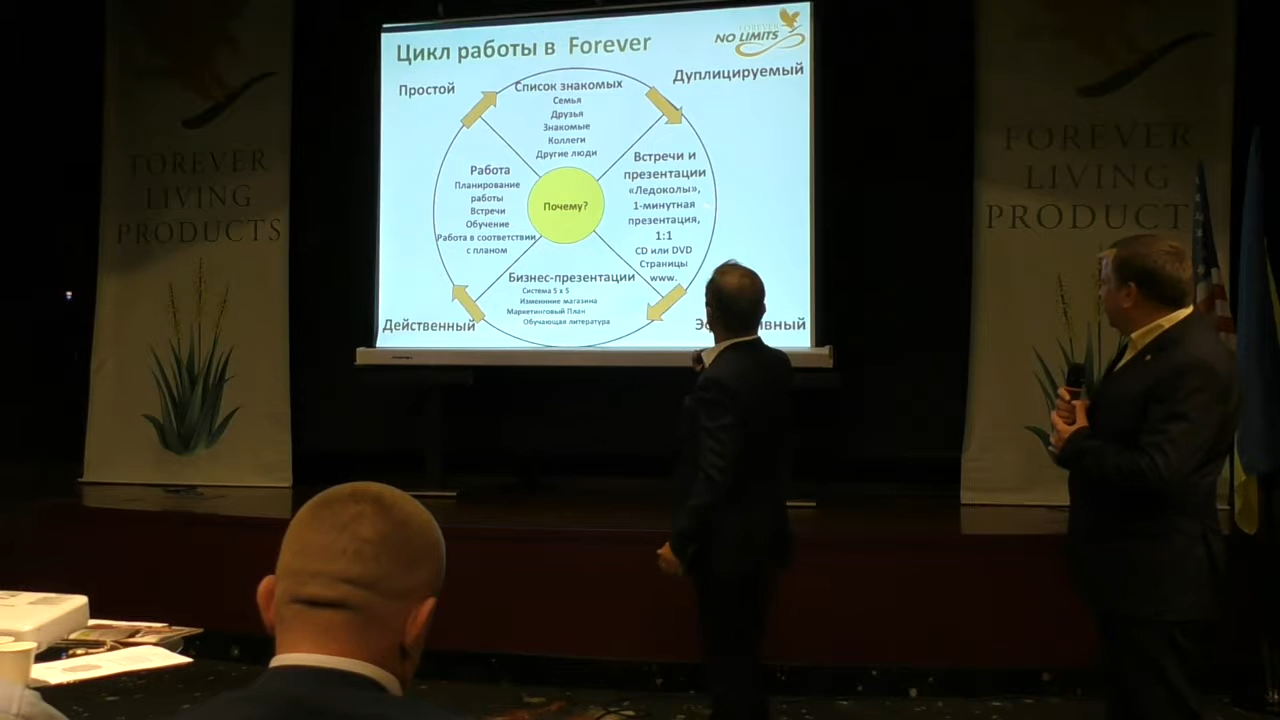 Цикл работы в Forever
FOREVER
NO LIMITS
Простой
Дуплицируемый
Список знакомых
Семья
Друзья
Знакомые
Коллеги
Другие люди
Встречи и
презентации
«Ледоколы»,
1-минутная
презентация,
1:1
CD или DVD
Страницы
www.
Работа
Планирование
работы
Встречи
Обучение
Работа в соответствии
с планом
Почему?
Бизнес-презентации
Система 5 х 5
Изменние магазина
Маркетинговый План
Обучающая литература
Действенный
FOREVER
LIVING
PRODUCTS
FOREVER
LIVING
PRODUCT